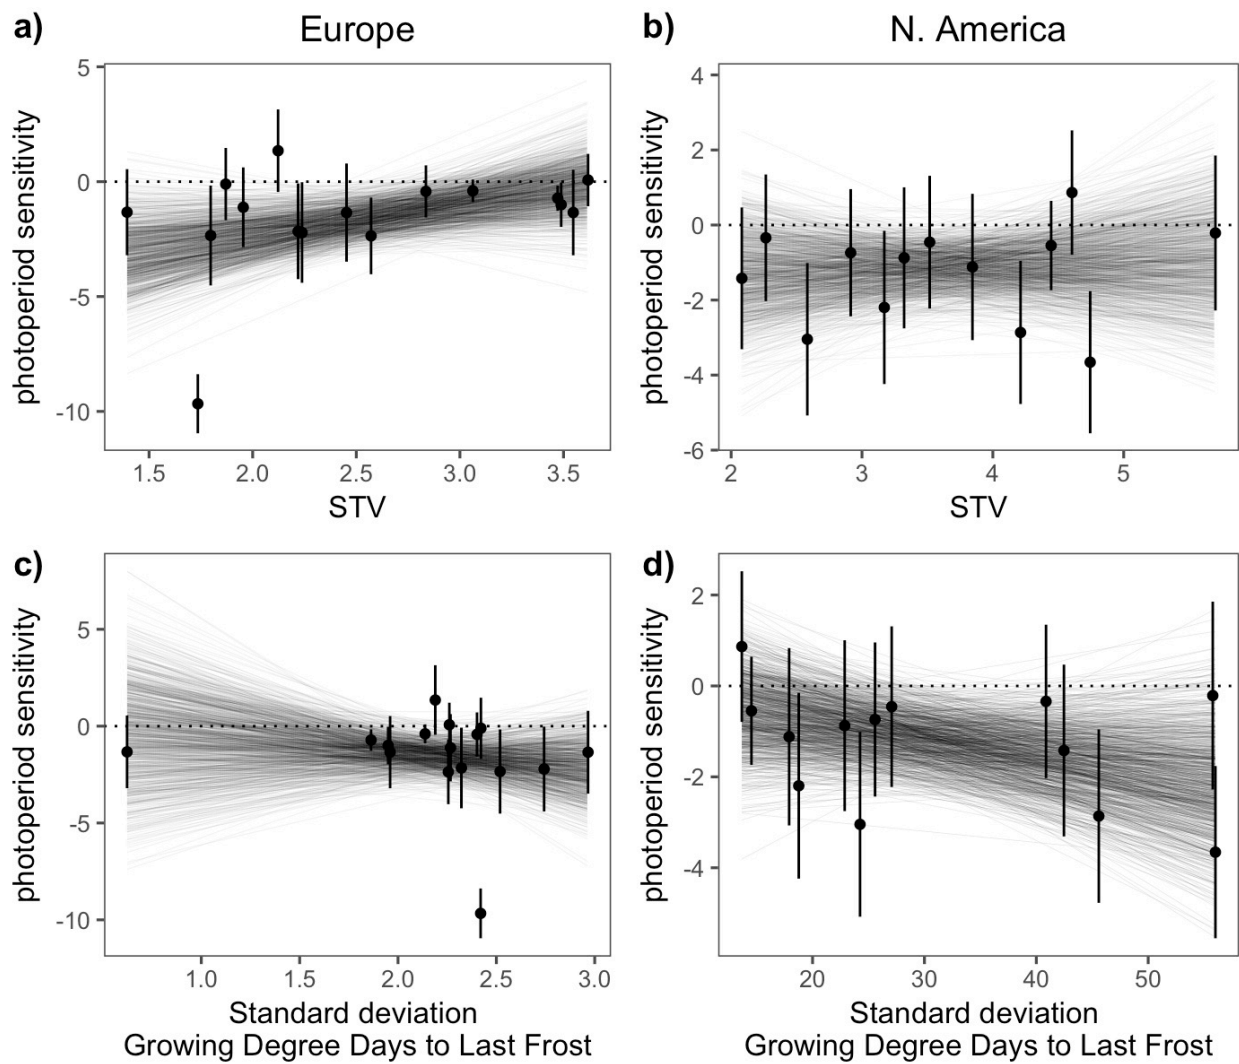 a) Europe
b) N. America
photoperiod sensitivity
5
0
-5
-10
1.5 2.0 2.5 3.0 3.5
STV
photoperiod sensitivity
4
2
0
-2
-4
-6
2 3 4 5
STV
c)
photoperiod sensitivity
5
0
-5
-10
1.0 1.5 2.0 2.5 3.0
Standard deviation
Growing Degree Days to Last Frost
d)
photoperiod sensitivity
2
0
-2
-4
20 30 40 50
Standard deviation
Growing Degree Days to Last Frost